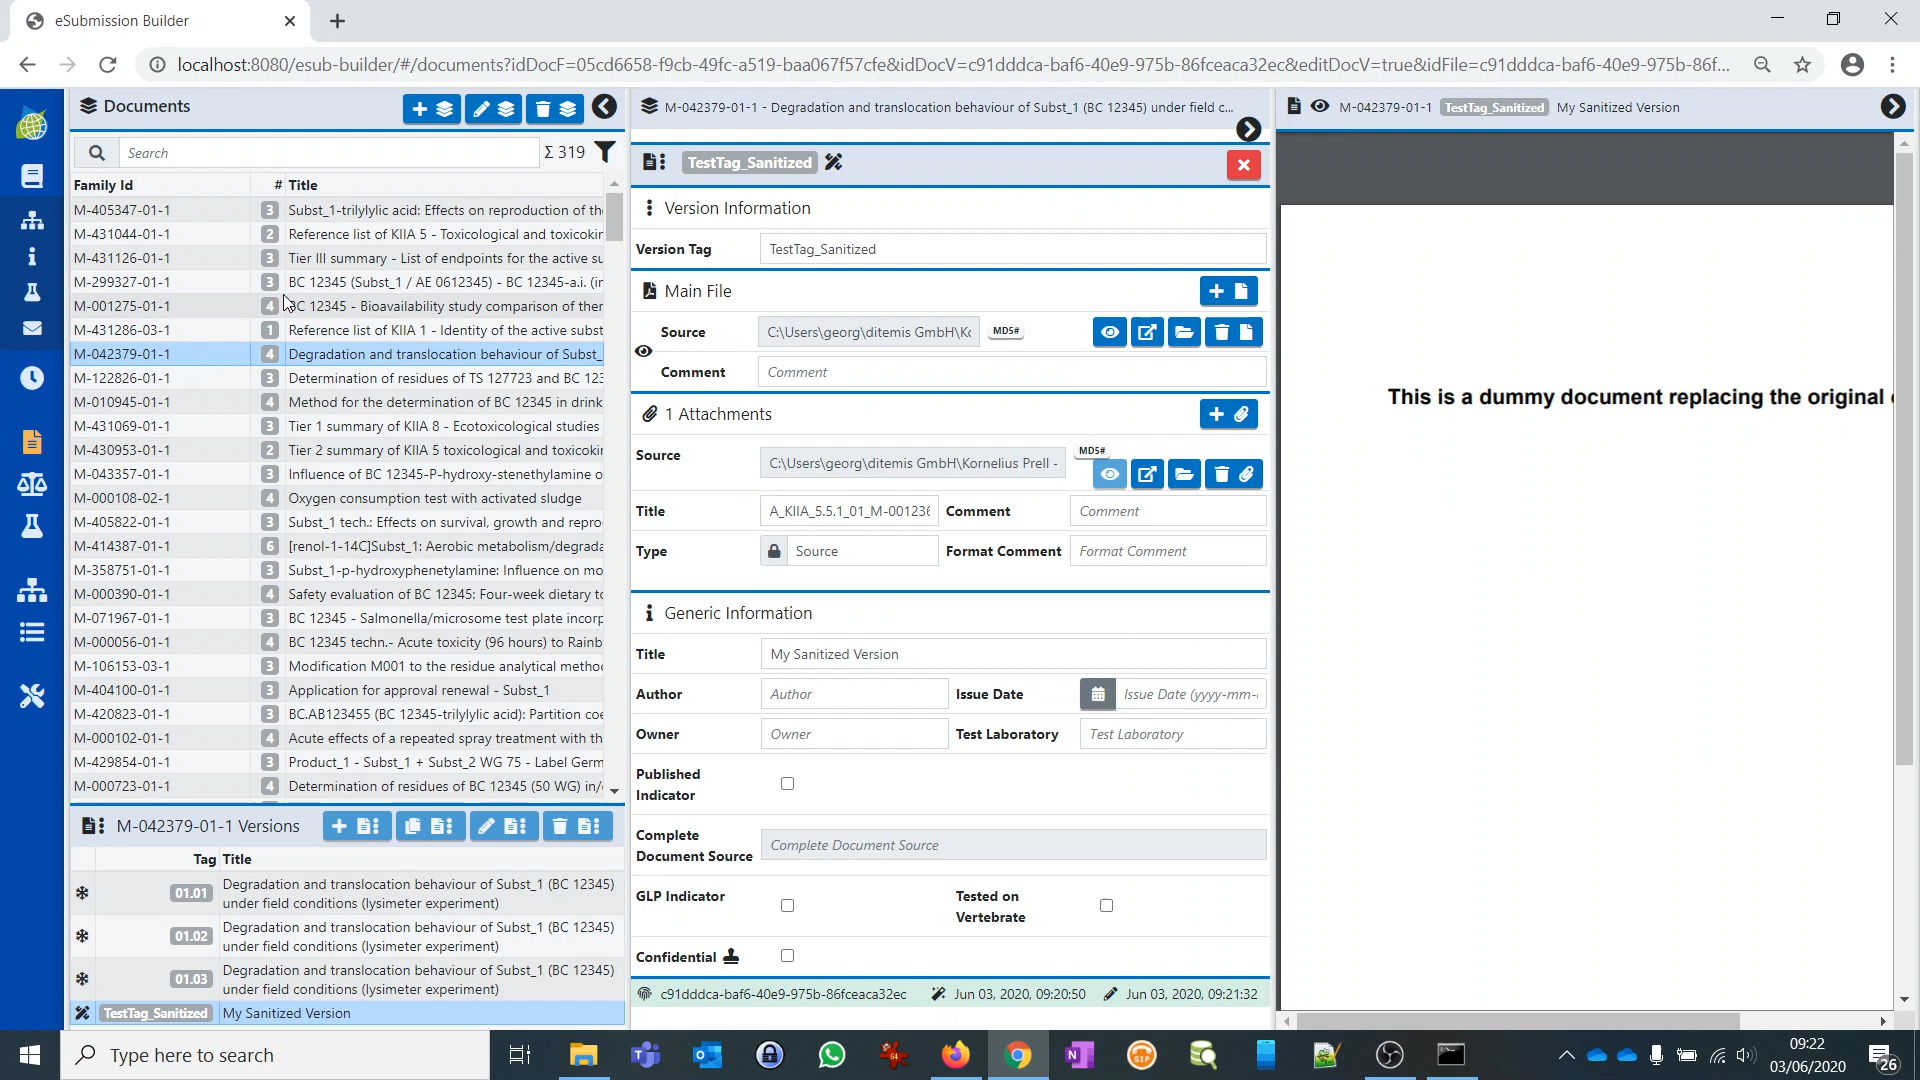 eSubmission Builder
localhost:8080/esub-builder/#/documents?idDocF=05cd6658-f9cb-49fc-a519-baa067f57cfe&idDocV=c91dddca-baf6-40e9-975b-86fceaca32ec&editDocV=true&idFile=c91dddca-baf6-40e9-975b-86f...
Documents
Search
Σ 319
Family Id # Title
M-405347-01-1 3 Subst_1-trilylylic acid: Effects on reproduction of th
M-431044-01-1 2 Reference list of KIIA 5 - Toxicological and toxicokir
M-431126-01-1 3 Tier III summary - List of endpoints for the active su
M-299327-01-1 3 BC 12345 (Subst_1 / AE 0612345) - BC 12345-a.i. (ir
M-001275-01-1 4 BC 12345 - Bioavailability study comparison of ther
M-431286-03-1 1 Reference list of KIIA 1 - Identity of the active subst
M-042379-01-1 4 Degradation and translocation behaviour of Subst_
M-122826-01-1 3 Determination of residues of TS 127723 and BC 123
M-010945-01-1 4 Method for the determination of BC 12345 in drink
M-431069-01-1 3 Tier 1 summary of KIIA 8 - Ecotoxicological studies
M-430953-01-1 2 Tier 2 summary of KIIA 5 toxicological and toxicokir
M-043357-01-1 3 Influence of BC 12345-P-hydroxy-stenethylamine o
M-000108-02-1 4 Oxygen consumption test with activated sludge
M-405822-01-1 3 Subst_1 tech.: Effects on survival, growth and repro
M-414387-01-1 6 [renol-1-14C]Subst_1: Aerobic metabolism/degrada
M-358751-01-1 3 Subst_1-p-hydroxyphenetylamine: Influence on mo
M-000390-01-1 4 Safety evaluation of BC 12345: Four-week dietary to
M-071967-01-1 3 BC 12345 - Salmonella/microsome test plate incorp
M-000056-01-1 4 BC 12345 techn.- Acute toxicity (96 hours) to Rainb
M-106153-03-1 3 Modification M001 to the residue analytical metho
M-404100-01-1 3 Application for approval renewal - Subst_1
M-420823-01-1 3 BC.AB123455 (BC 12345-trilylylic acid): Partition coe
M-000102-01-1 4 Acute effects of a repeated spray treatment with th
M-429854-01-1 3 Product_1 - Subst_1 + Subst_2 WG 75 - Label Germ
M-000723-01-1 4 Determination of residues of BC 12345 (50 WG) in/
M-042379-01-1 Versions
Tag Title
01.01 Degradation and translocation behaviour of Subst_1 (BC 12345)
under field conditions (lysimeter experiment)
01.02 Degradation and translocation behaviour of Subst_1 (BC 12345)
under field conditions (lysimeter experiment)
01.03 Degradation and translocation behaviour of Subst_1 (BC 12345)
under field conditions (lysimeter experiment)
TestTag_Sanitized My Sanitized Version
M-042379-01-1 - Degradation and translocation behaviour of Subst_1 (BC 12345) under field c...
TestTag_Sanitized
Version Information
Version Tag TestTag_Sanitized
Main File
Source C:\Users\georg\ditemis GmbH\Kc MD5#
Comment Comment
1 Attachments
Source C:\Users\georg\ditemis GmbH\Kornelius Prell - MD5#
Title A_KIIA_5.5.1_01_M-001236 Comment Comment
Type Source Format Comment Format Comment
Generic Information
Title My Sanitized Version
Author Author Issue Date Issue Date (yyyy-mm-
Owner Owner Test Laboratory Test Laboratory
Published
Indicator
Complete
Document Source Complete Document Source
GLP Indicator Tested on
Vertebrate
Confidential
c91dddca-baf6-40e9-975b-86fceaca32ec Jun 03, 2020, 09:20:50 Jun 03, 2020, 09:21:32
M-042379-01-1 TestTag_Sanitized My Sanitized Version
This is a dummy document replacing the original
Type here to search
64
SIP
09:22
03/06/2020
26